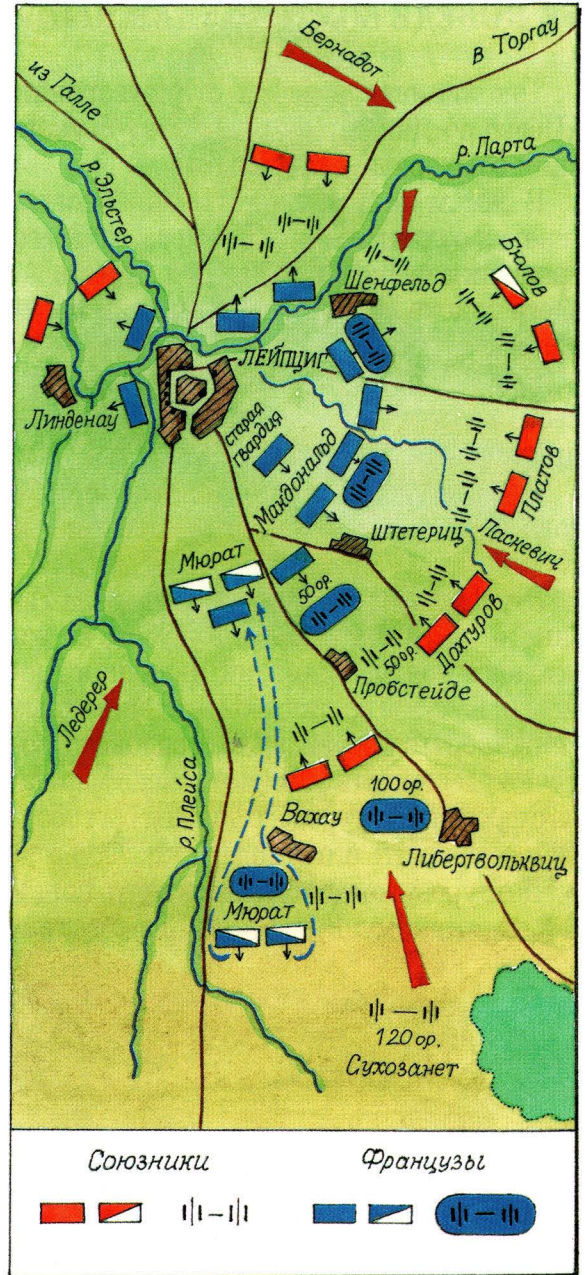 Бернадот
в Торгау
из Галле
р. Парта
р. Эльстер
Шенфельд
Бюлов
ЛЕЙПЦИГ
Линденау
старая
гвардия
Макдональд
Платов
Штетериц
Паскевич
Мюрат
50 ор.
Дохтуров
50 ор.
Пробстейде
Ледерер
р. Плейса
100 ор.
Вахау
Либертвольквиц
Мюрат
120 ор.
Сухозанет
Союзники
Французы